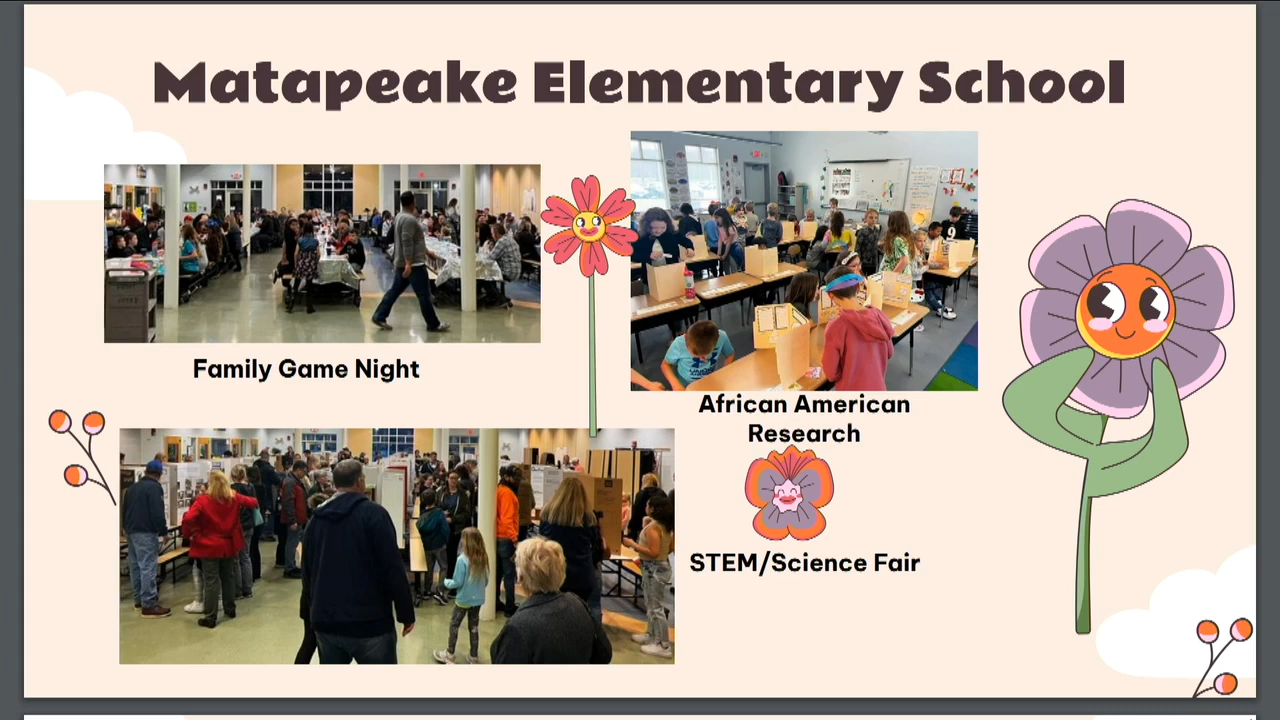 Matapeake Elementary School
Family Game Night
African American
Research
STEM/Science Fair